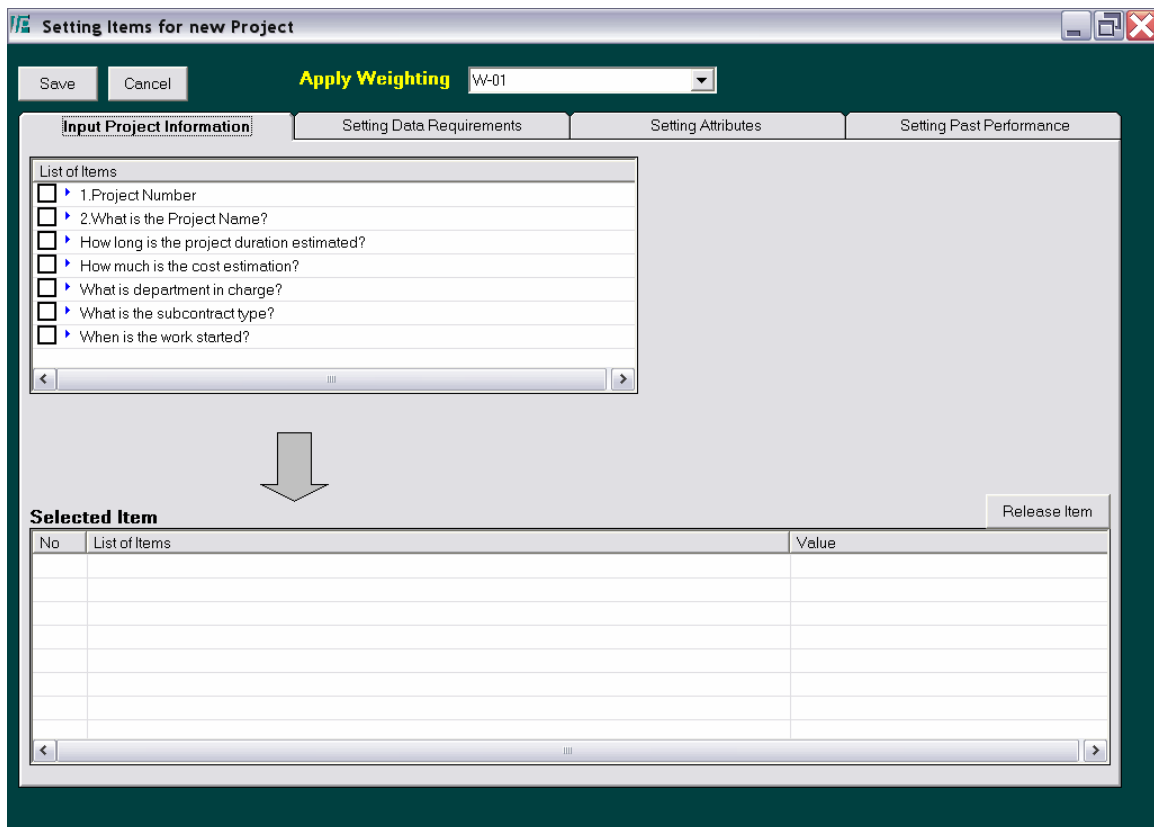 Setting Items for new Project
Save Cancel Apply Weighting W-01
Input Project Information Setting Data Requirements Setting Attributes Setting Past Performance
List of Items
1.Project Number
2.What is the Project Name?
How long is the project duration estimated?
How much is the cost estimation?
What is department in charge?
What is the subcontract type?
When is the work started?
Release Item
Selected Item
No List of Items Value